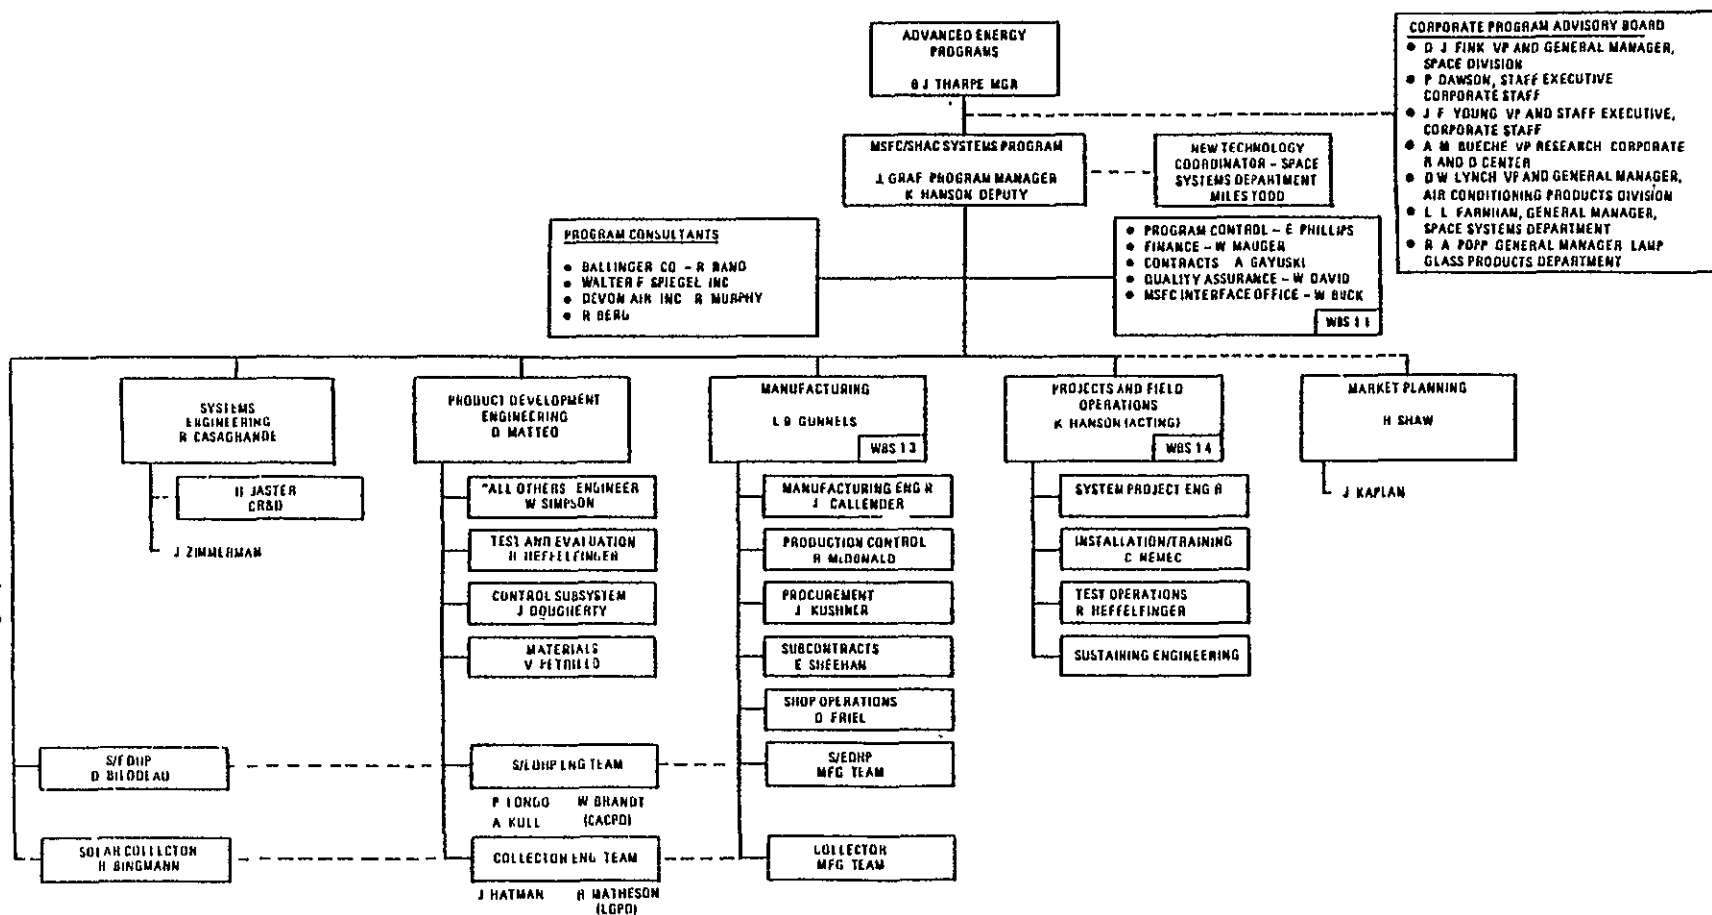 ADVANCED ENERGY
PROGRAMS
B J THARPE MGR
CORPORATE PROGRAM ADVISORY BOARD
● D J FINK VP AND GENERAL MANAGER,
SPACE DIVISION
● P DAWSON, STAFF EXECUTIVE
CORPORATE STAFF
● J F YOUNG VP AND STAFF EXECUTIVE,
CORPORATE STAFF
● A M BUECHE VP RESEARCH CORPORATE
R AND D CENTER
● D W LYNCH VP AND GENERAL MANAGER,
AIR CONDITIONING PRODUCTS DIVISION
● L L FARNHAN, GENERAL MANAGER,
SPACE SYSTEMS DEPARTMENT
● R A POPP GENERAL MANAGER LAMP
GLASS PRODUCTS DEPARTMENT
MSFC/SHAC SYSTEMS PROGRAM
J. GRAF PROGRAM MANAGER
K HANSON DEPUTY
NEW TECHNOLOGY
COORDINATOR - SPACE
SYSTEMS DEPARTMENT
MILES TODD
PROGRAM CONSULTANTS
● BALLINGER CO - R RAND
● WALTER F SPIEGEL INC
● DEVON AIR INC R MURPHY
● R BERG
● PROGRAM CONTROL - E PHILLIPS
● FINANCE - W MAUGER
● CONTRACTS A GAYUSKI
● QUALITY ASSURANCE - W DAVID
● MSFC INTERFACE OFFICE - W BUCK
WBS 1 1
SYSTEMS
ENGINEERING
R CASAGRANDE
H JASTER
CR&D
J ZIMMERMAN
PRODUCT DEVELOPMENT
ENGINEERING
D MATTEO
"ALL OTHERS ENGINEER
W SIMPSON
TEST AND EVALUATION
R HEFFELFINGER
CONTROL SUBSYSTEM
J DOUGHERTY
MATERIALS
V PETRILLO
MANUFACTURING
L B GUNNELS
WBS 1 3
MANUFACTURING ENG R
J CALLENDER
PRODUCTION CONTROL
R McDONALD
PROCUREMENT
J KUSHNER
SUBCONTRACTS
E SHEEHAN
SHOP OPERATIONS
D FRIEL
PROJECTS AND FIELD
OPERATIONS
K HANSON (ACTING)
WBS 1 4
SYSTEM PROJECT ENG R
INSTALLATION/TRAINING
C NEMEC
TEST OPERATIONS
R HEFFELFINGER
SUSTAINING ENGINEERING
MARKET PLANNING
H SHAW
J KAPLAN
S/EDHP
D BILODEAU
S/EDHP ENG TEAM
P LONGO W BRANDT
A KULL (CACPD)
S/EDHP
MFG TEAM
SOLAR COLLECTOR
H BINGMANN
COLLECTOR ENG TEAM
J HATMAN R MATHESON
(LGPD)
COLLECTOR
MFG TEAM